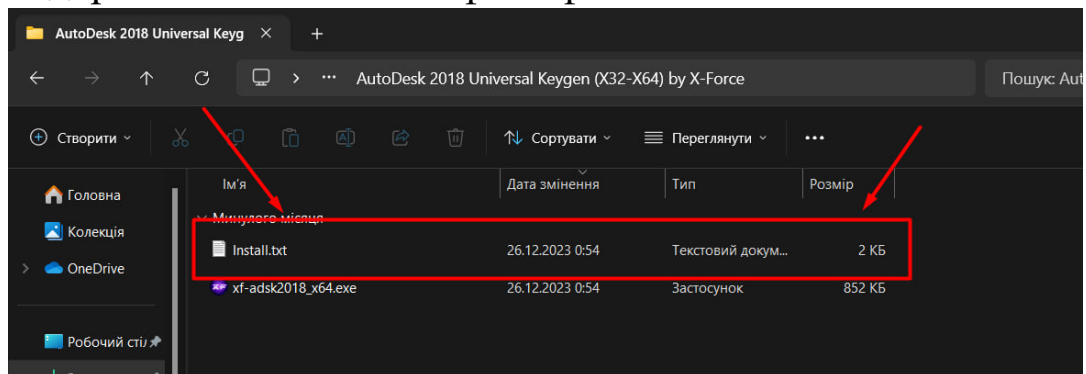 AutoDesk 2018 Universal Keyg
AutoDesk 2018 Universal Keygen (X32-X64) by X-Force
Пошук: Aut
Створити
Сортувати
Переглянути
Головна
Колекція
OneDrive
Робочий стіл
Ім'я Дата змінення Тип Розмір
Минулого місяця
Install.txt 26.12.2023 0:54 Текстовий докум... 2 КБ
xf-adsk2018_x64.exe 26.12.2023 0:54 Застосунок 852 КБ